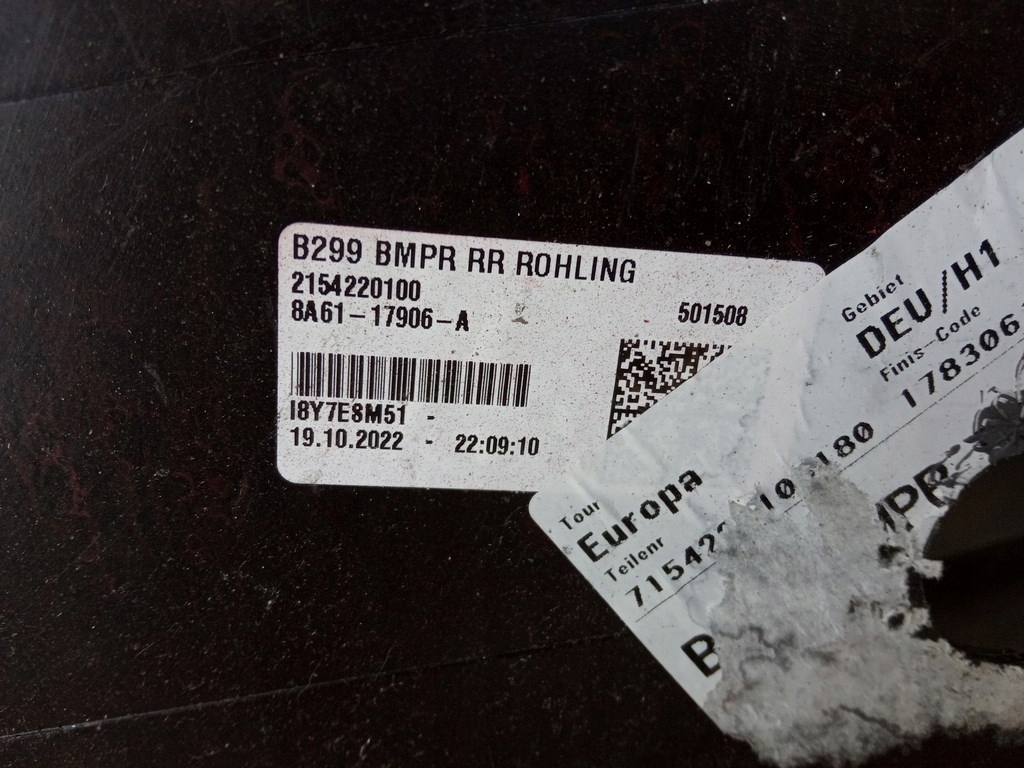 B299 BMPR RR ROHLING
2154220100
8A61-17906-A
501508
I8Y7E8M51 -
19.10.2022 - 22:09:10
Gebiet
DEU/H1
Finis-Code
178306
Tour
Europa
Teilenr